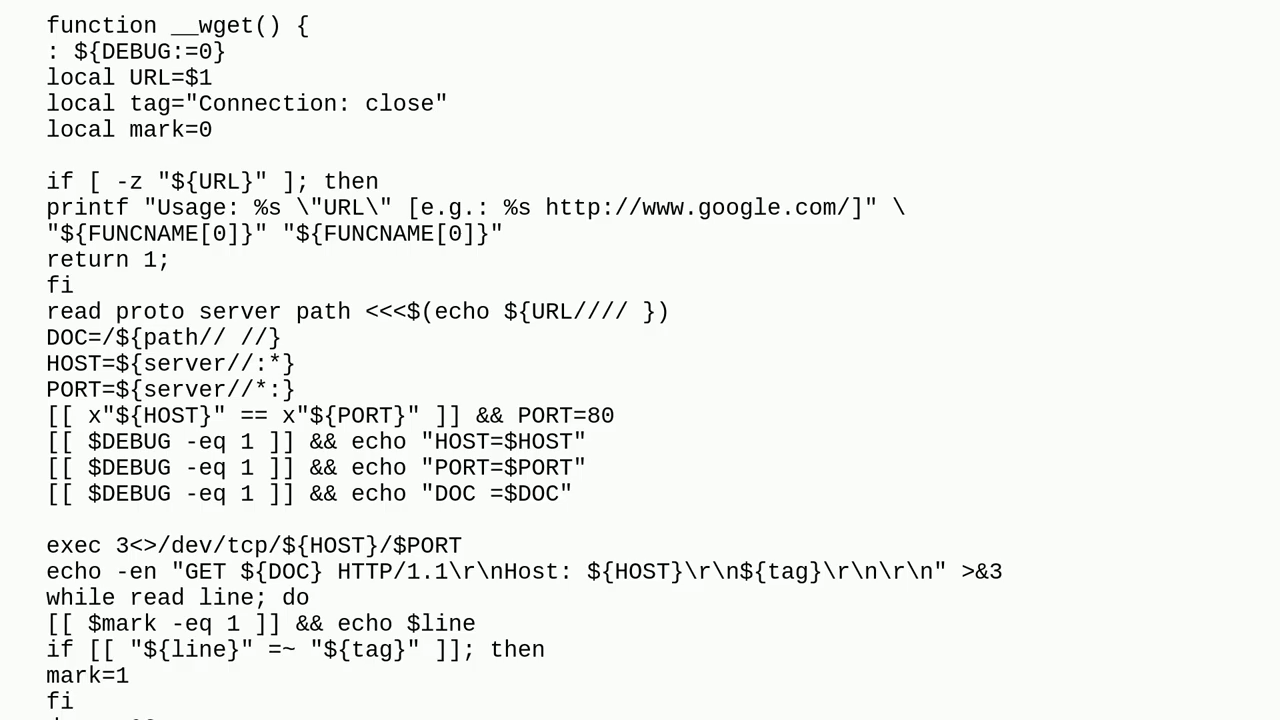 function __wget() {
: ${DEBUG:=0}
local URL=$1
local tag="Connection: close"
local mark=0
if [ -z "${URL}" ]; then
printf "Usage: %s \"URL\" [e.g.: %s http://www.google.com/]" \
"${FUNCNAME[0]}" "${FUNCNAME[0]}"
return 1;
fi
read proto server path <<<$(echo ${URL//// })
DOC=/${path// //}
HOST=${server//:*}
PORT=${server//*:}
[[ x"${HOST}" == x"${PORT}" ]] && PORT=80
[[ $DEBUG -eq 1 ]] && echo "HOST=$HOST"
[[ $DEBUG -eq 1 ]] && echo "PORT=$PORT"
[[ $DEBUG -eq 1 ]] && echo "DOC =$DOC"
exec 3<>/dev/tcp/${HOST}/$PORT
echo -en "GET ${DOC} HTTP/1.1\r\nHost: ${HOST}\r\n${tag}\r\n\r\n" >&3
while read line; do
[[ $mark -eq 1 ]] && echo $line
if [[ "${line}" =~ "${tag}" ]]; then
mark=1
fi